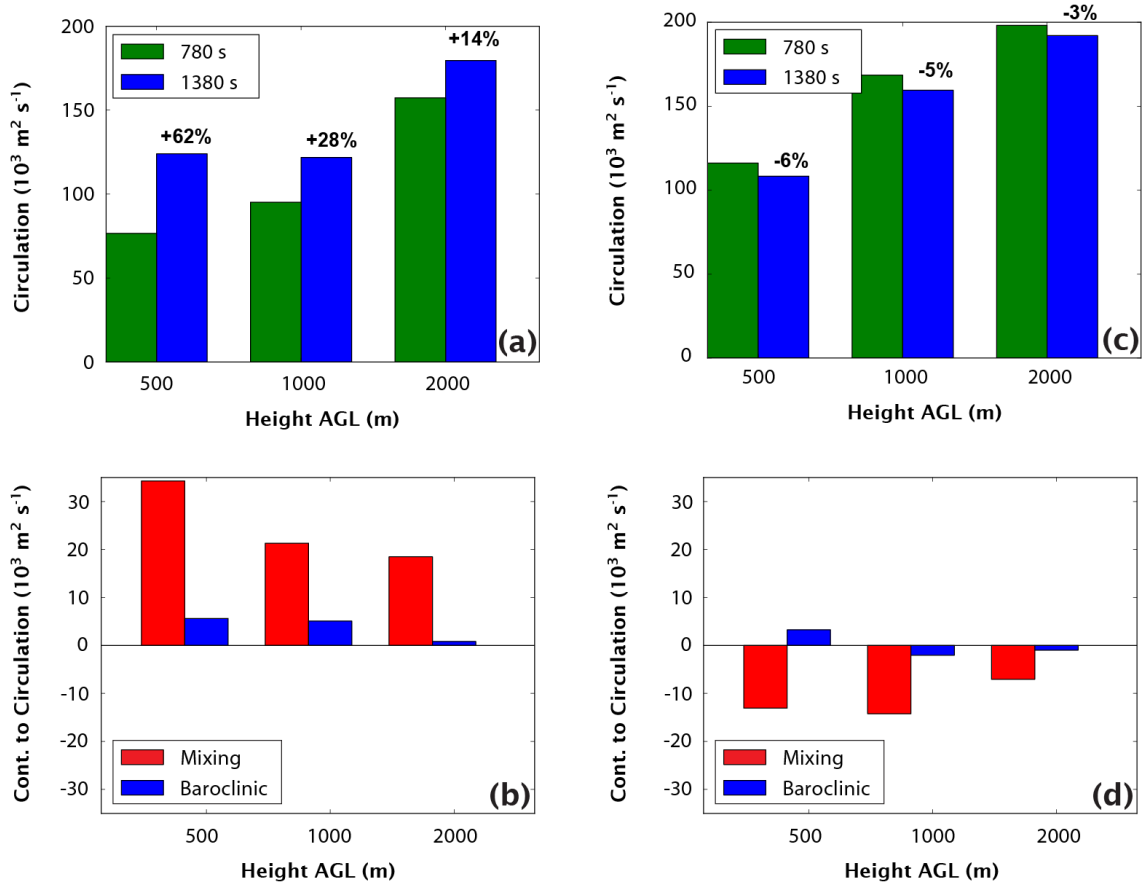 Circulation (10³ m² s⁻¹)
200
150
100
50
0
780 s
1380 s
+62%
+28%
+14%
(a)
500 1000 2000
Height AGL (m)
Circulation (10³ m² s⁻¹)
200
150
100
50
0
780 s
1380 s
-6%
-5%
-3%
(c)
500 1000 2000
Height AGL (m)
Cont. to Circulation (10³ m² s⁻¹)
30
20
10
0
-10
-20
-30
Mixing
Baroclinic
(b)
500 1000 2000
Height AGL (m)
Cont. to Circulation (10³ m² s⁻¹)
30
20
10
0
-10
-20
-30
Mixing
Baroclinic
(d)
500 1000 2000
Height AGL (m)